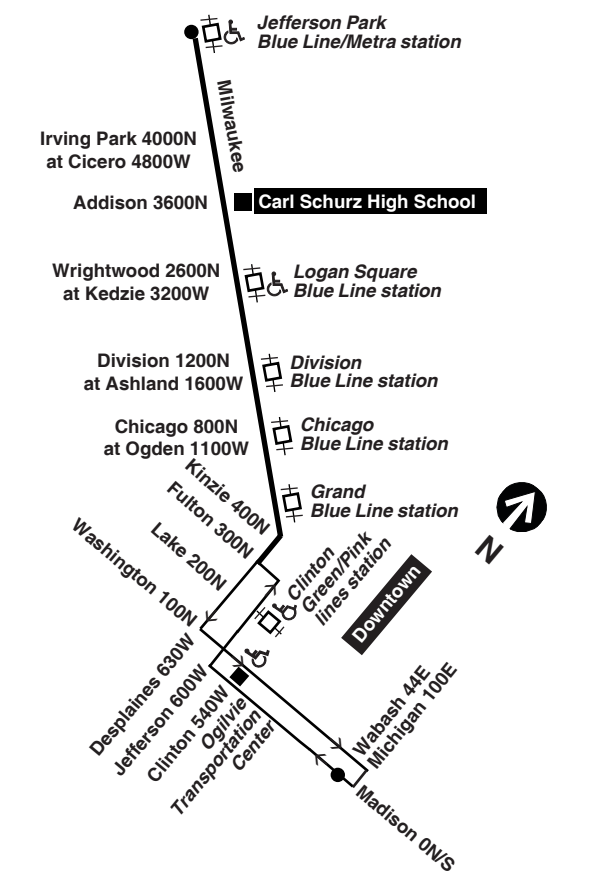 Jefferson Park
Blue Line/Metra station
Milwaukee
Irving Park 4000N
at Cicero 4800W
Addison 3600N
Carl Schurz High School
Wrightwood 2600N
at Kedzie 3200W
Logan Square
Blue Line station
Division 1200N
at Ashland 1600W
Division
Blue Line station
Chicago 800N
at Ogden 1100W
Chicago
Blue Line station
Grand
Blue Line station
Kinzie 400N
Fulton 300N
Lake 200N
Washington 100N
Clinton
Green/Pink
lines station
Downtown
N
Desplaines 630W
Jefferson 600W
Clinton 540W
Ogilvie
Transportation
Center
Wabash 44E
Michigan 100E
Madison 0N/S